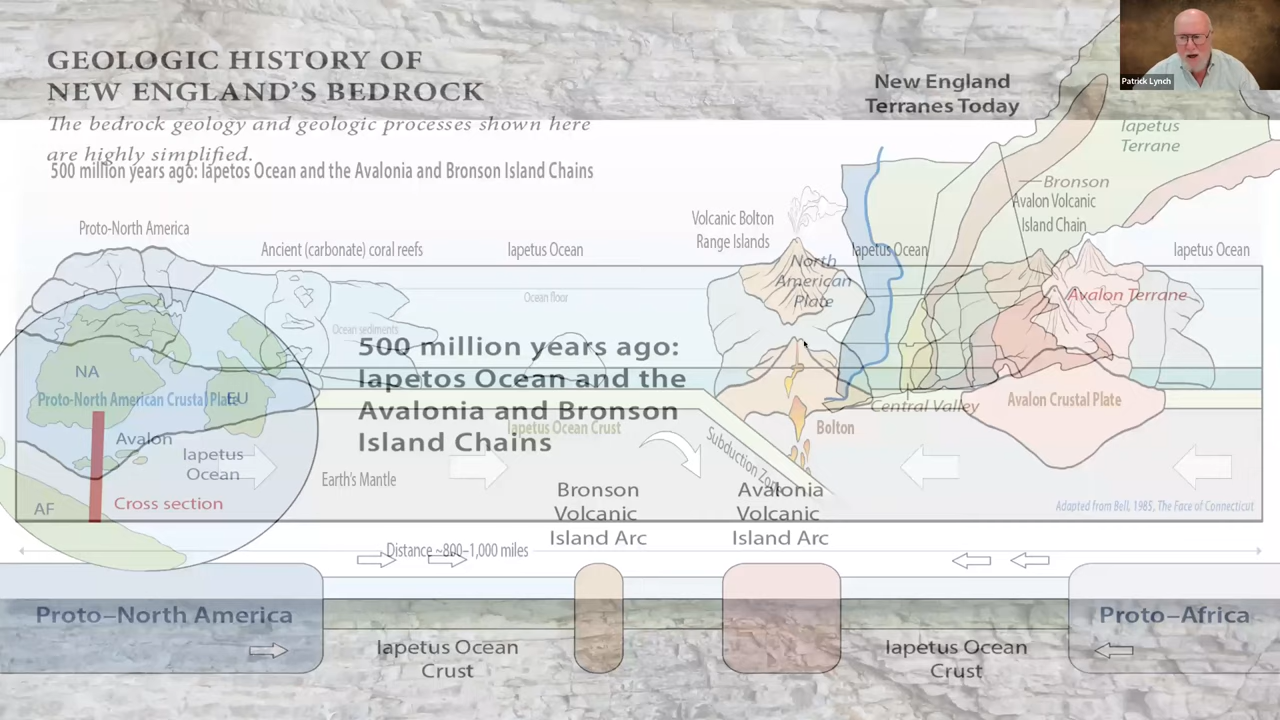 GEOLOGIC HISTORY OF
NEW ENGLAND'S BEDROCK
The bedrock geology and geologic processes shown here
are highly simplified.
500 million years ago: Iapetos Ocean and the Avalonia and Bronson Island Chains
New England
Terranes Today
Patrick Lynch
Iapetus
Terrane
Bronson
Avalon Volcanic
Island Chain
Proto-North America
Ancient (carbonate) coral reefs
Iapetus Ocean
Volcanic Bolton
Range Islands
Iapetus Ocean
Iapetus Ocean
North
American
Plate
Avalon Terrane
Ocean floor
Ocean sediments
500 million years ago:
Iapetos Ocean and the
Avalonia and Bronson
Island Chains
NA
EU
Proto-North American Crustal Plate
Iapetus Ocean Crust
Bolton
Central Valley
Avalon Crustal Plate
Avalon
Iapetus
Ocean
Subduction Zone
Earth's Mantle
AF
Cross section
Bronson
Volcanic
Island Arc
Avalonia
Volcanic
Island Arc
Adapted from Bell, 1985, The Face of Connecticut
Distance ~800–1,000 miles
Proto–North America
Proto–Africa
Iapetus Ocean
Crust
Iapetus Ocean
Crust